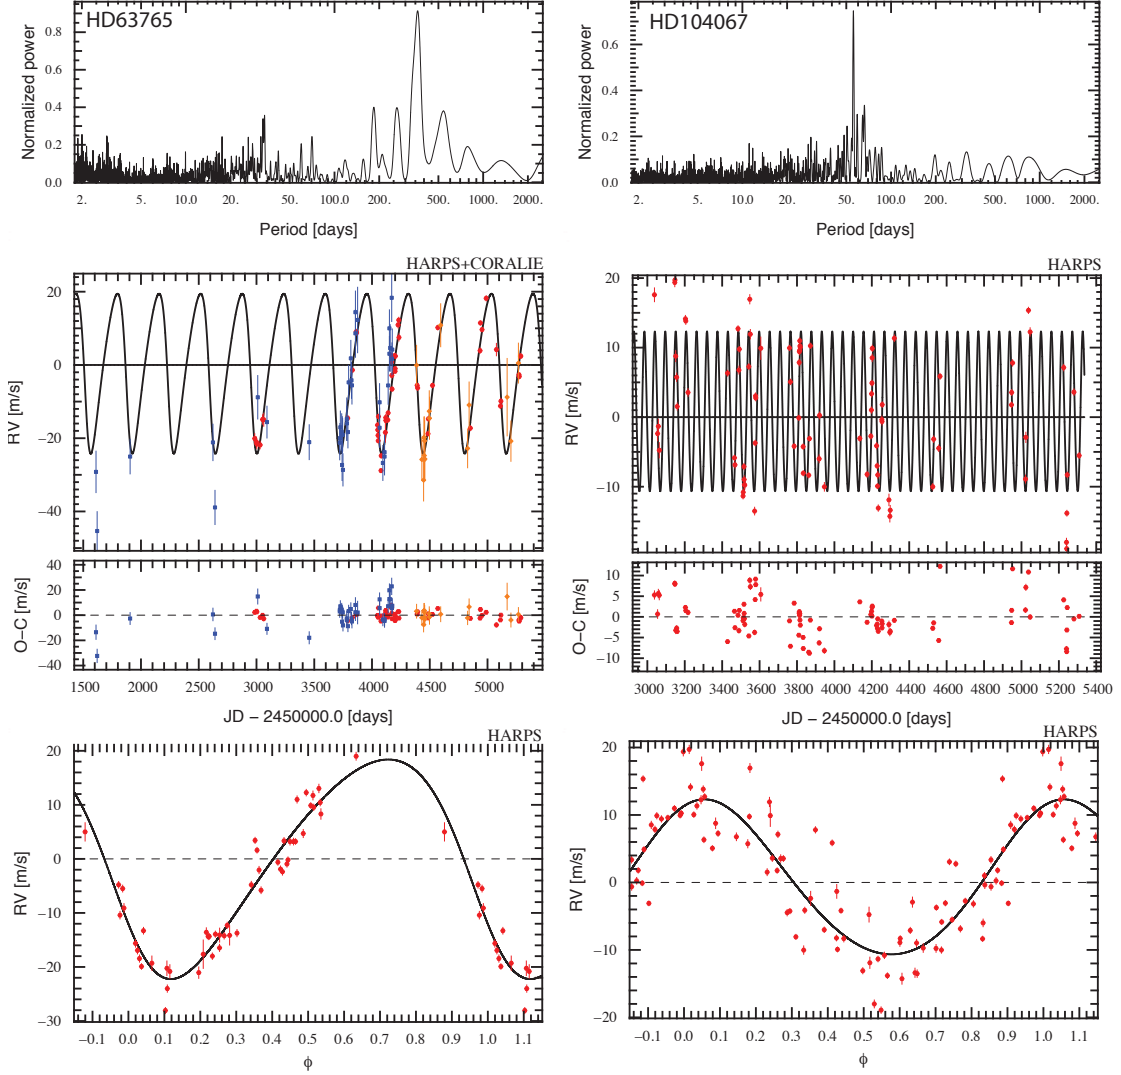 HD63765
Normalized power
0.8
0.6
0.4
0.2
0.0
2. 5. 10.0 20. 50. 100.0 200. 500. 1000. 2000.
Period [days]
HD104067
Normalized power
0.6
0.4
0.2
0.0
2. 5. 10.0 20. 50. 100.0 200. 500. 1000. 2000.
Period [days]
HARPS+CORALIE
RV [m/s]
20
0
−20
−40
O−C [m/s]
40
20
0
−20
−40
1500 2000 2500 3000 3500 4000 4500 5000
JD − 2450000.0 [days]
HARPS
RV [m/s]
20
10
0
−10
O−C [m/s]
10
5
0
−5
−10
3000 3200 3400 3600 3800 4000 4200 4400 4600 4800 5000 5200 5400
JD − 2450000.0 [days]
HARPS
RV [m/s]
20
10
0
−10
−20
−30
−0.1 0.0 0.1 0.2 0.3 0.4 0.5 0.6 0.7 0.8 0.9 1.0 1.1
ϕ
HARPS
RV [m/s]
20
10
0
−10
−20
−0.1 0.0 0.1 0.2 0.3 0.4 0.5 0.6 0.7 0.8 0.9 1.0 1.1
ϕ